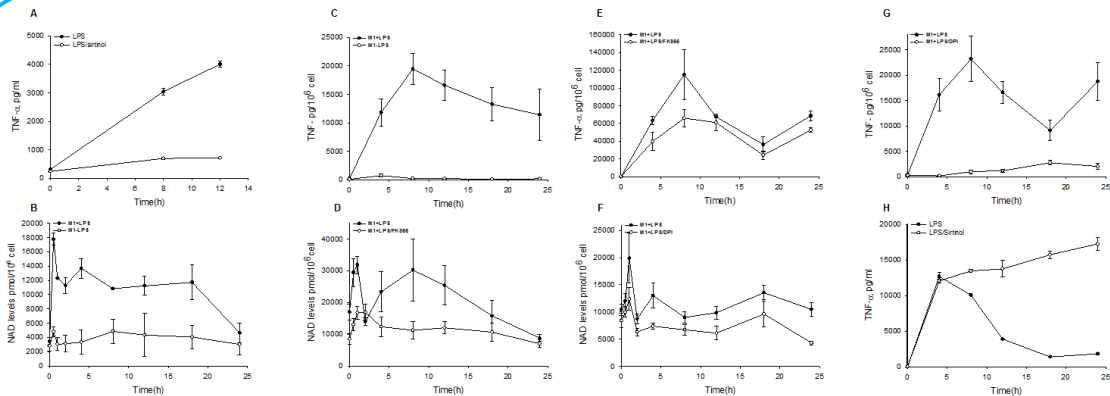 A
LPS
LPS/sirtinol
TNF-α pg/ml
5000
4000
3000
2000
1000
0
0 2 4 6 8 10 12 14
Time(h)
B
M1+LPS
M1-LPS
NAD levels pmol/10⁶ cell
18000
16000
14000
12000
10000
8000
6000
4000
2000
0
0 5 10 15 20 25
Time(h)
C
M1+LPS
M1-LPS
TNF- pg/10⁶ cell
25000
20000
15000
10000
5000
0
0 5 10 15 20 25
Time(h)
D
M1+LPS
M1+LPS/FK866
NAD levels pmol/10⁶ cell
40000
30000
20000
10000
0
0 5 10 15 20 25
Time(h)
E
M1+LPS
M1+LPS/FK866
TNF-α, pg/10⁶ cell
160000
140000
120000
100000
80000
60000
40000
20000
0
0 5 10 15 20 25
Time(h)
F
M1+LPS
M1+LPS/DPI
NAD levels pmol/10⁶ cell
25000
20000
15000
10000
5000
0
0 5 10 15 20 25
Time(h)
G
M1+LPS
M1+LPS/DPI
TNF- pg/10⁶ cell
25000
20000
15000
10000
5000
0
0 5 10 15 20 25
Time(h)
H
LPS
LPS/Sirtinol
TNF-α pg/ml
20000
15000
10000
5000
0
0 5 10 15 20 25
Time(h)